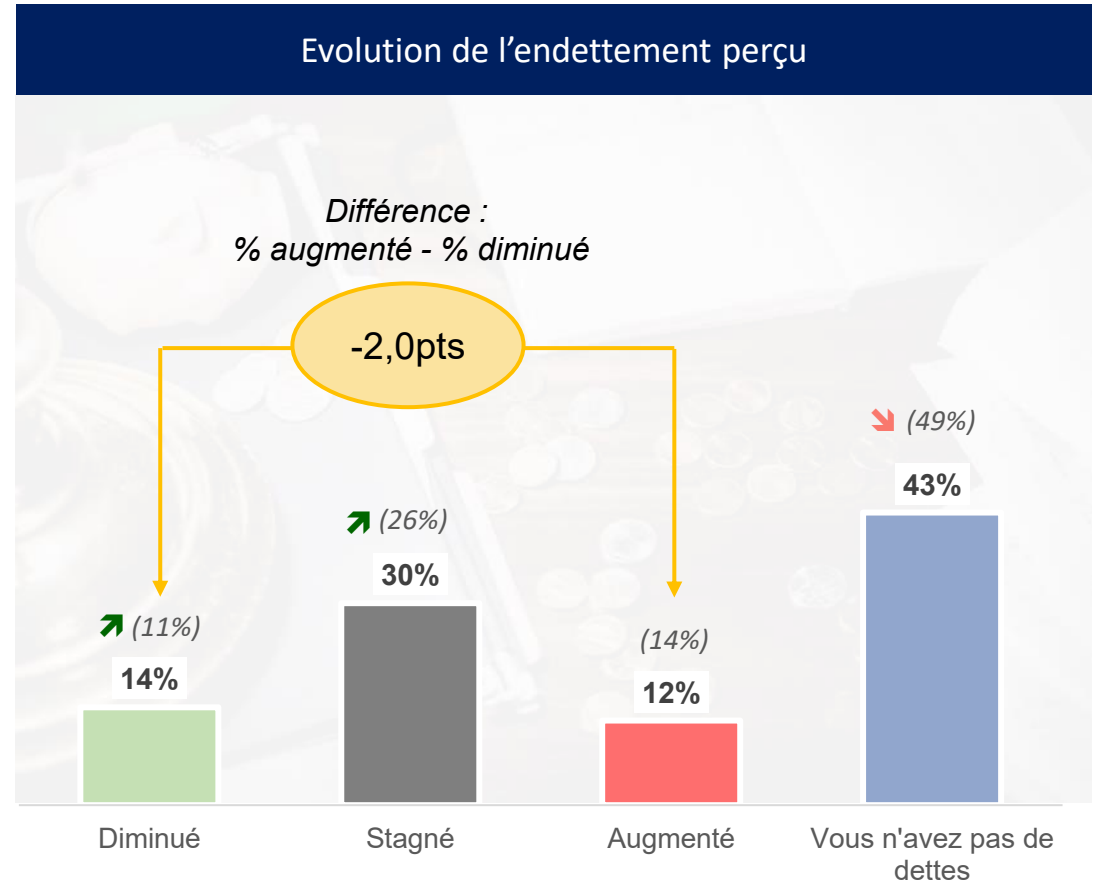 Evolution de l’endettement perçu
Différence :
% augmenté - % diminué
-2,0pts
(11%)
14%
(26%)
30%
(14%)
12%
(49%)
43%
Diminué
Stagné
Augmenté
Vous n'avez pas de
dettes